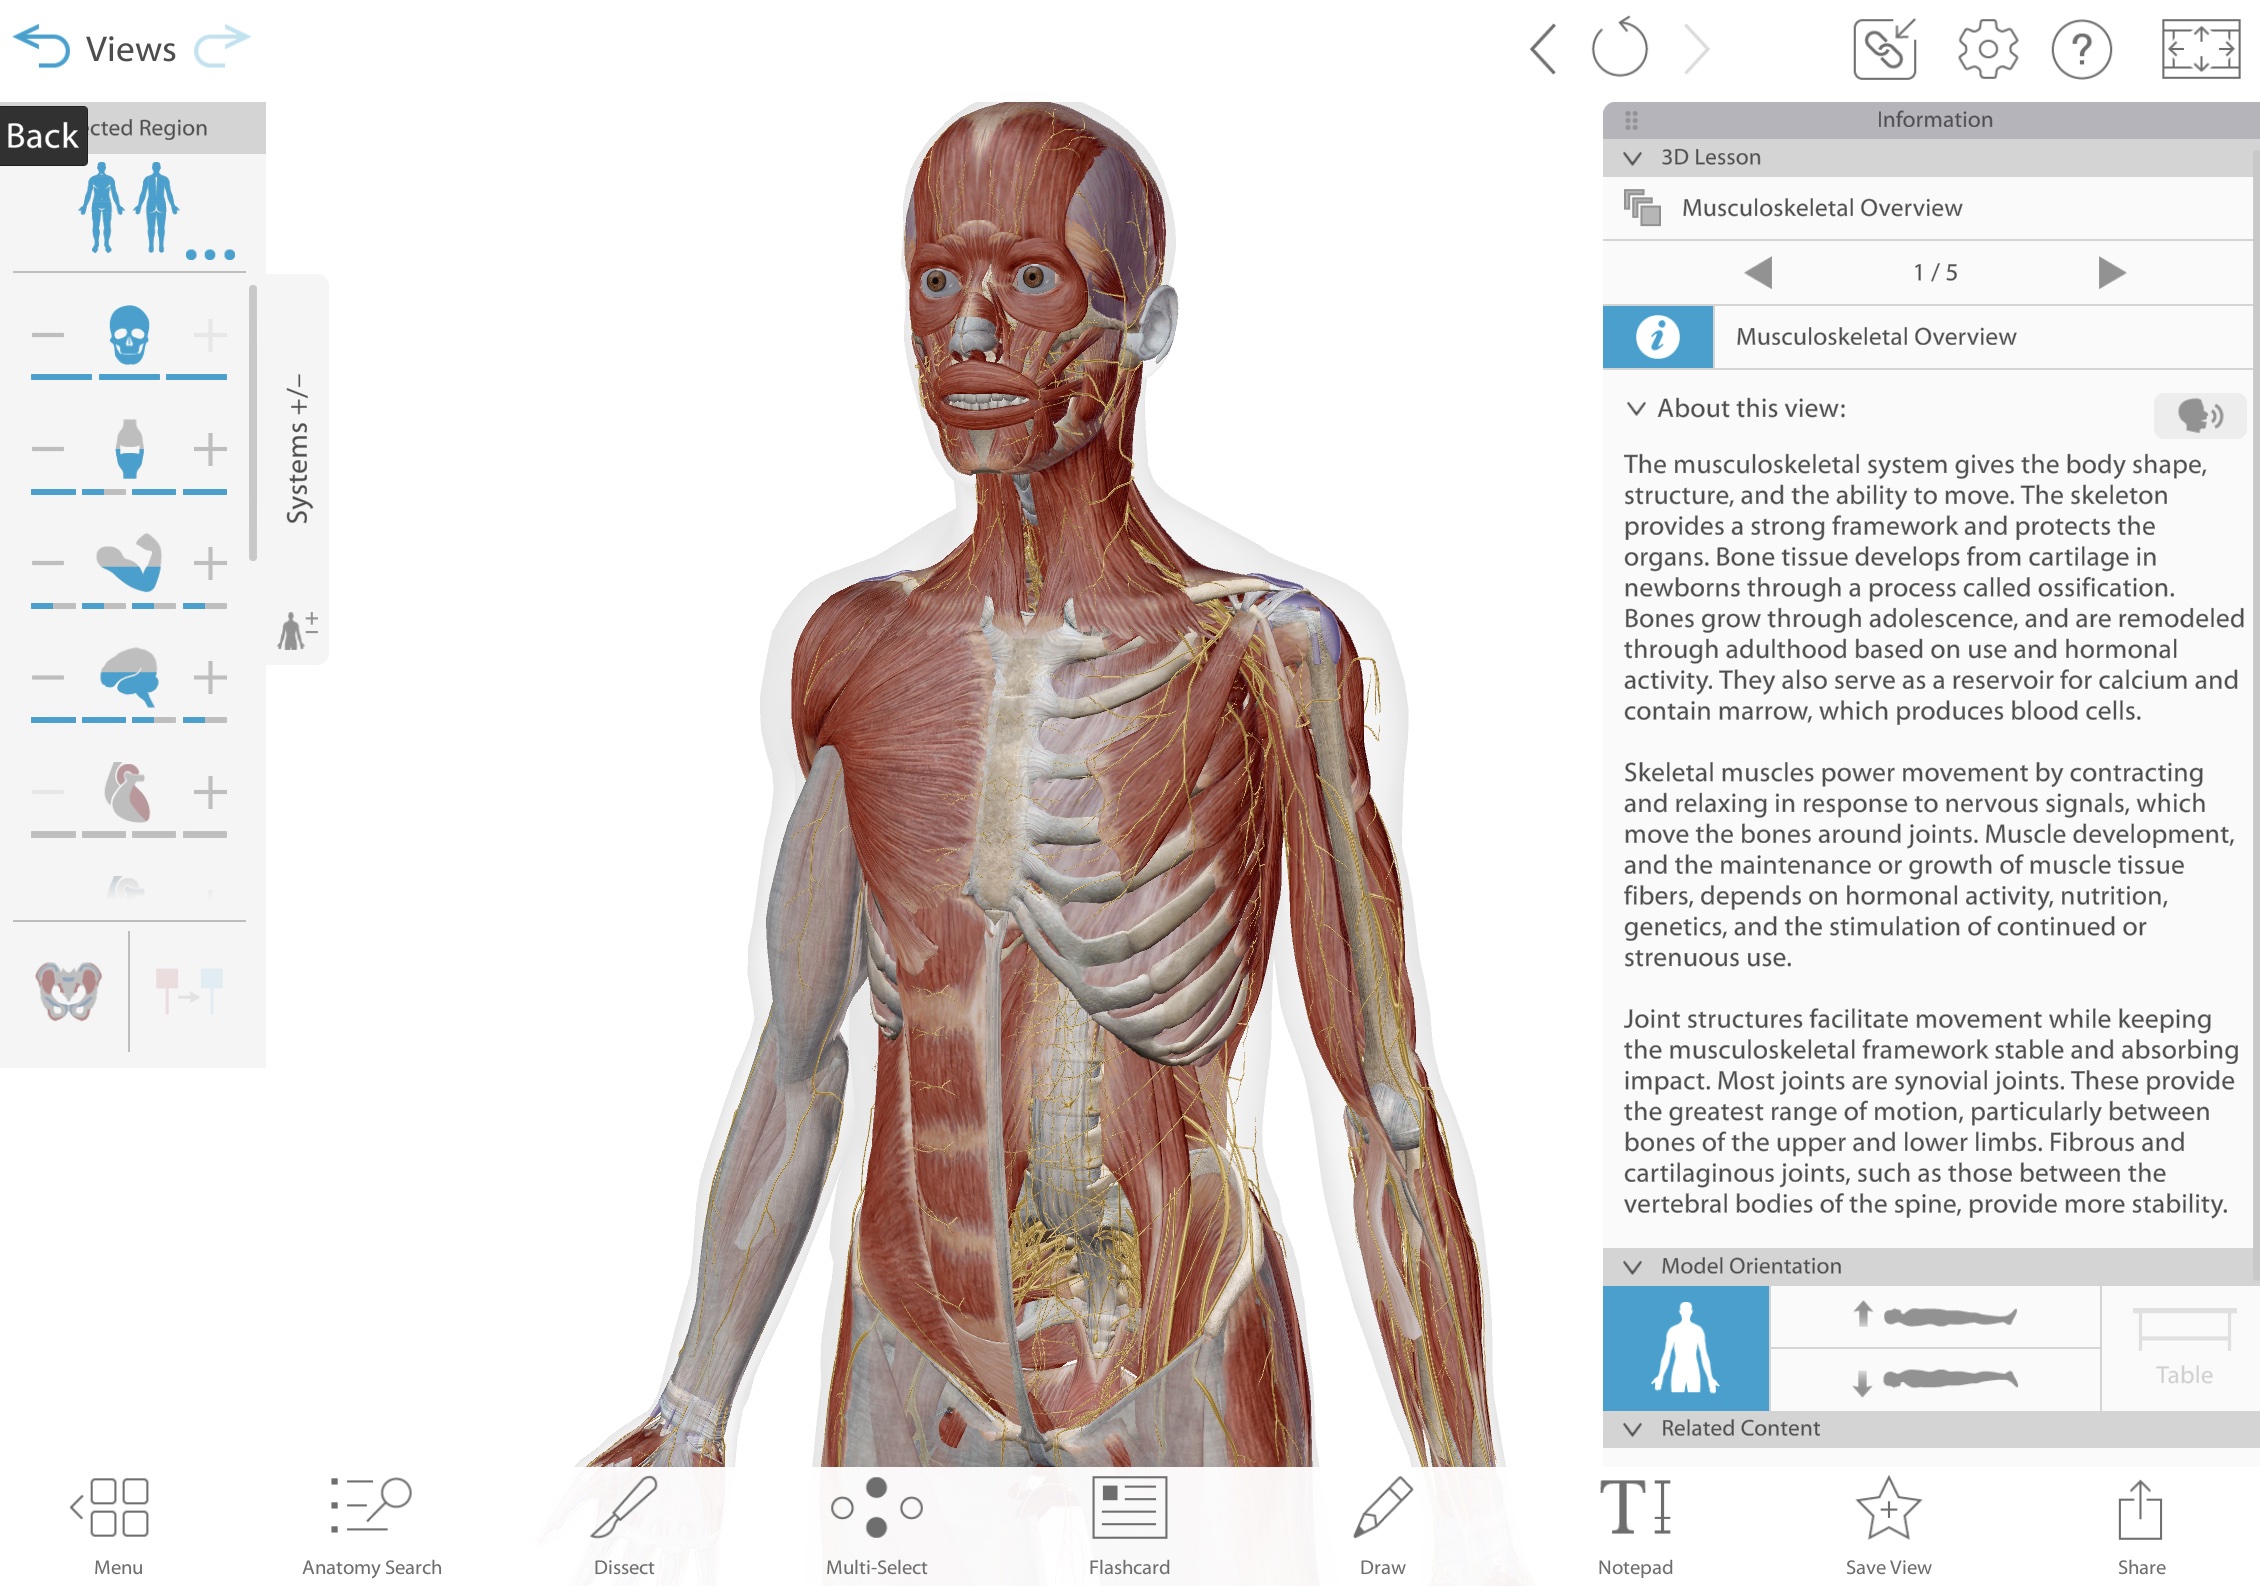 Views
?
Back
cted Region
Systems +/−
Information
3D Lesson
Musculoskeletal Overview
1 / 5
i
Musculoskeletal Overview
About this view:
The musculoskeletal system gives the body shape,
structure, and the ability to move. The skeleton
provides a strong framework and protects the
organs. Bone tissue develops from cartilage in
newborns through a process called ossification.
Bones grow through adolescence, and are remodeled
through adulthood based on use and hormonal
activity. They also serve as a reservoir for calcium and
contain marrow, which produces blood cells.
Skeletal muscles power movement by contracting
and relaxing in response to nervous signals, which
move the bones around joints. Muscle development,
and the maintenance or growth of muscle tissue
fibers, depends on hormonal activity, nutrition,
genetics, and the stimulation of continued or
strenuous use.
Joint structures facilitate movement while keeping
the musculoskeletal framework stable and absorbing
impact. Most joints are synovial joints. These provide
the greatest range of motion, particularly between
bones of the upper and lower limbs. Fibrous and
cartilaginous joints, such as those between the
vertebral bodies of the spine, provide more stability.
Model Orientation
Table
Related Content
Menu
Anatomy Search
Dissect
Multi-Select
Flashcard
Draw
Notepad
Save View
Share